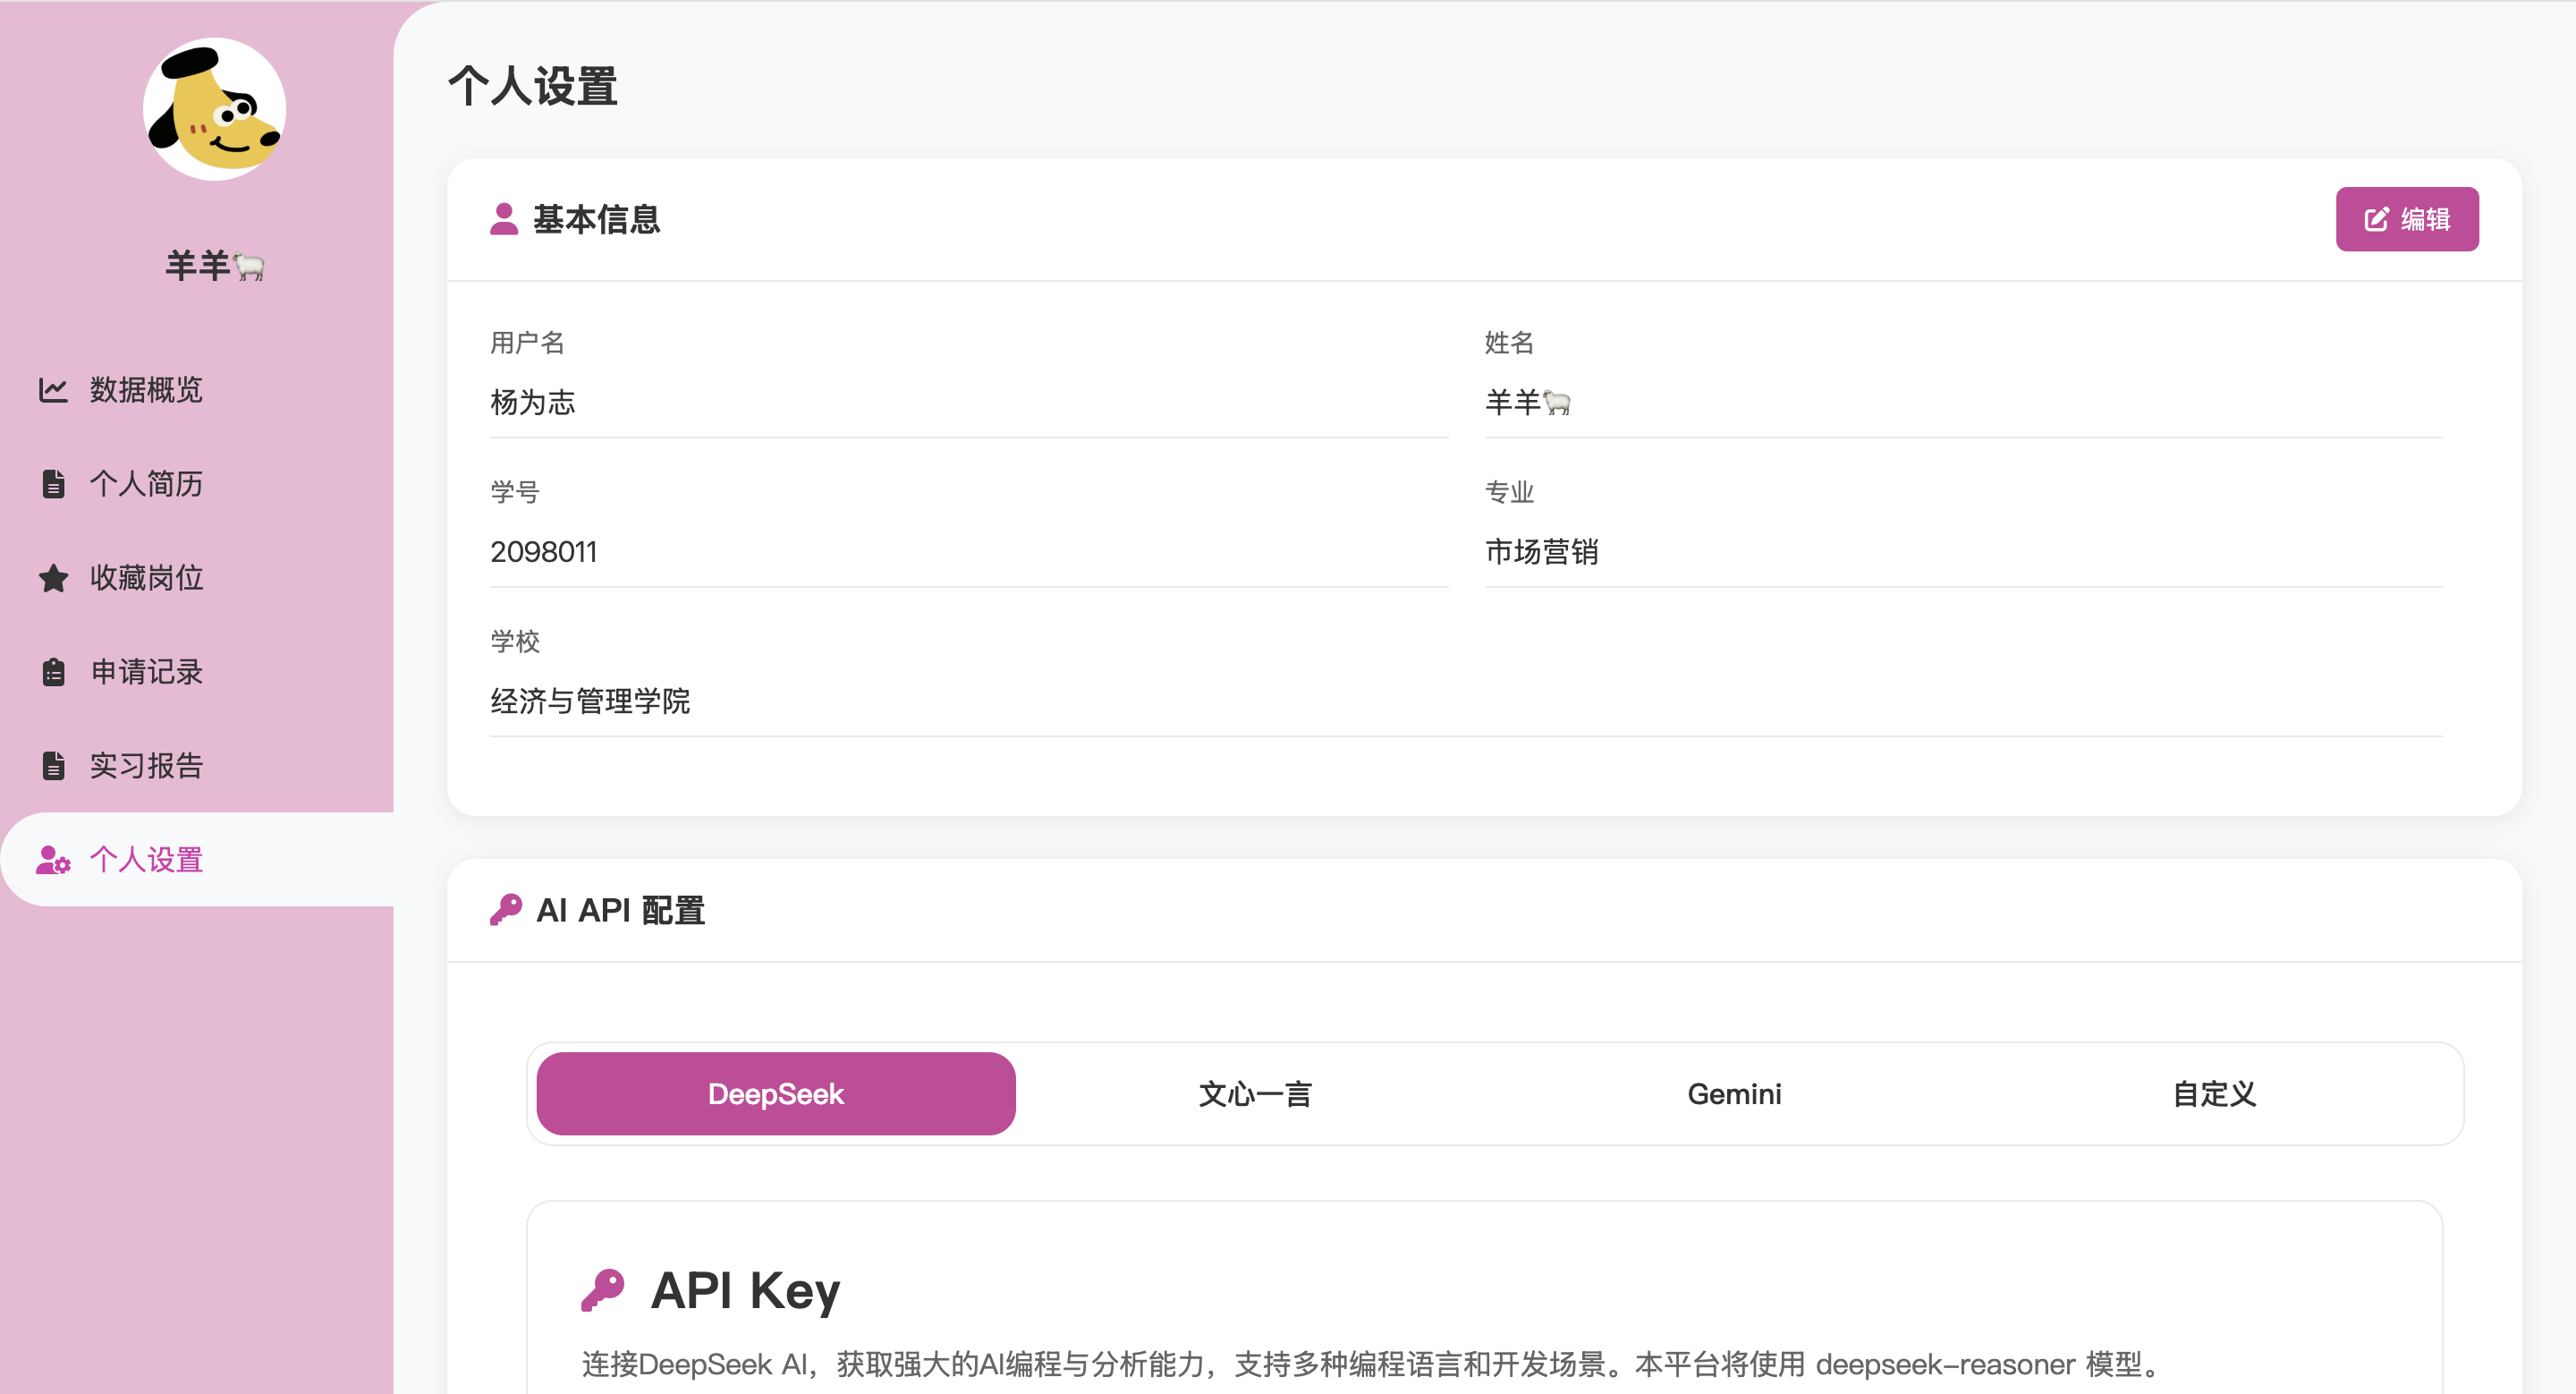 羊羊🐑
数据概览
个人简历
收藏岗位
申请记录
实习报告
个人设置
个人设置
基本信息
编辑
用户名
杨为志
姓名
羊羊🐑
学号
2098011
专业
市场营销
学校
经济与管理学院
AI API 配置
DeepSeek
文心一言
Gemini
自定义
API Key
连接DeepSeek AI，获取强大的AI编程与分析能力，支持多种编程语言和开发场景。本平台将使用 deepseek-reasoner 模型。